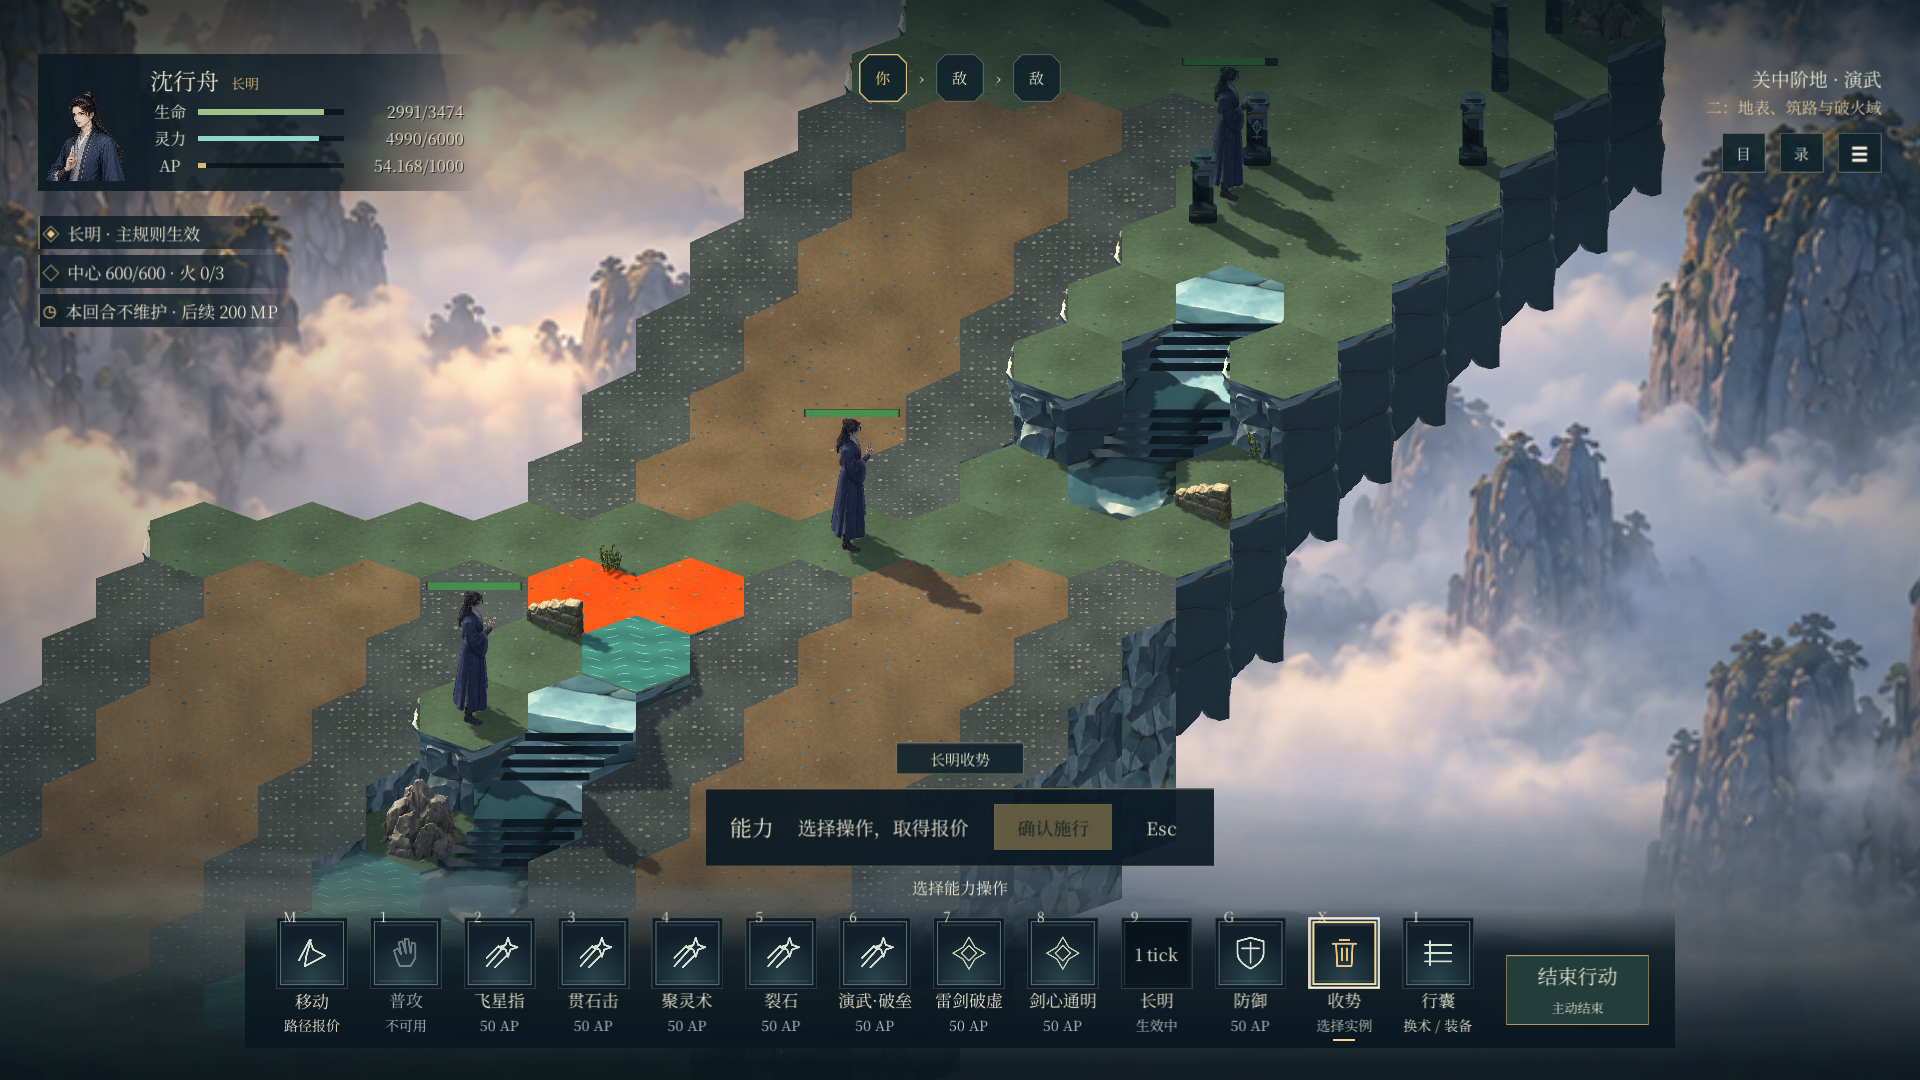 沈行舟 长明
生命 2991/3474
灵力 4990/6000
AP 54.168/1000
长明 · 主规则生效
中心 600/600 · 火 0/3
本回合不维护 · 后续 200 MP
你 › 敌 › 敌
关中阶地 · 演武
二：地表、筑路与破火域
目 录 ☰
长明收势
能力 选择操作，取得报价 确认施行 Esc
选择能力操作
M 1 2 3 4 5 6 7 8 9 G X I
1 tick
移动 普攻 飞星指 贯石击 聚灵术 裂石 演武·破垒 雷剑破虚 剑心通明 长明 防御 收势 行囊
路径报价 不可用 50 AP 50 AP 50 AP 50 AP 50 AP 50 AP 50 AP 生效中 50 AP 选择实例 换术 / 装备
结束行动
主动结束